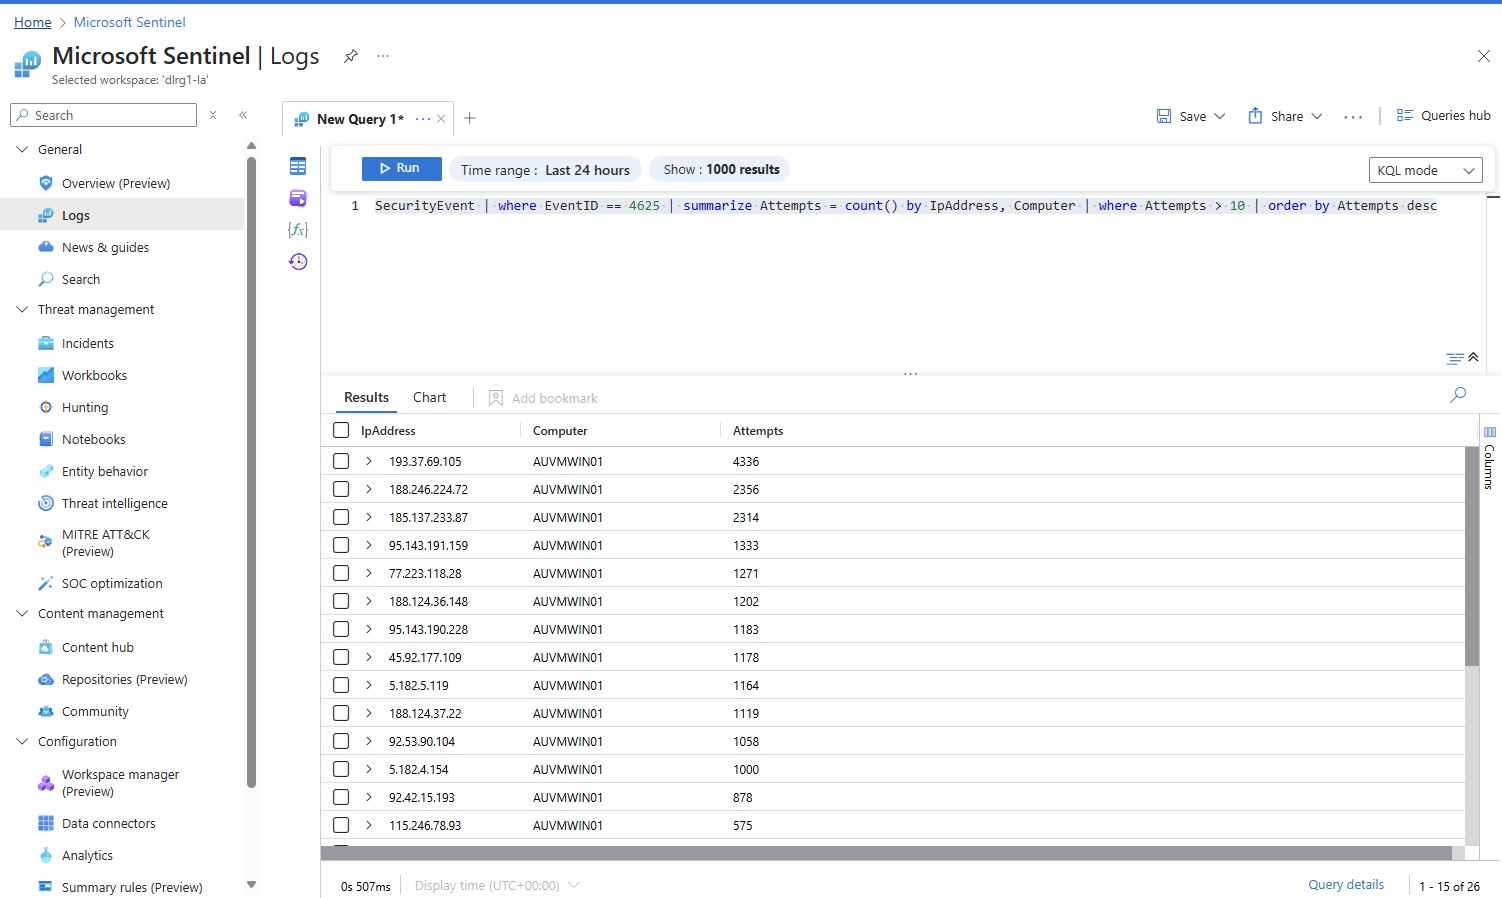 Home > Microsoft Sentinel
Microsoft Sentinel | Logs
Selected workspace: 'dlrg1-la'
Search
General
Overview (Preview)
Logs
News & guides
Search
Threat management
Incidents
Workbooks
Hunting
Notebooks
Entity behavior
Threat intelligence
MITRE ATT&CK
(Preview)
SOC optimization
Content management
Content hub
Repositories (Preview)
Community
Configuration
Workspace manager
(Preview)
Data connectors
Analytics
Summary rules (Preview)
New Query 1*
Save Share Queries hub
Run Time range : Last 24 hours Show : 1000 results KQL mode
1 SecurityEvent | where EventID == 4625 | summarize Attempts = count() by IpAddress, Computer | where Attempts > 10 | order by Attempts desc
Results Chart Add bookmark
IpAddress Computer Attempts
193.37.69.105 AUVMWIN01 4336
188.246.224.72 AUVMWIN01 2356
185.137.233.87 AUVMWIN01 2314
95.143.191.159 AUVMWIN01 1333
77.223.118.28 AUVMWIN01 1271
188.124.36.148 AUVMWIN01 1202
95.143.190.228 AUVMWIN01 1183
45.92.177.109 AUVMWIN01 1178
5.182.5.119 AUVMWIN01 1164
188.124.37.22 AUVMWIN01 1119
92.53.90.104 AUVMWIN01 1058
5.182.4.154 AUVMWIN01 1000
92.42.15.193 AUVMWIN01 878
115.246.78.93 AUVMWIN01 575
Columns
0s 507ms Display time (UTC+00:00) Query details 1 - 15 of 26